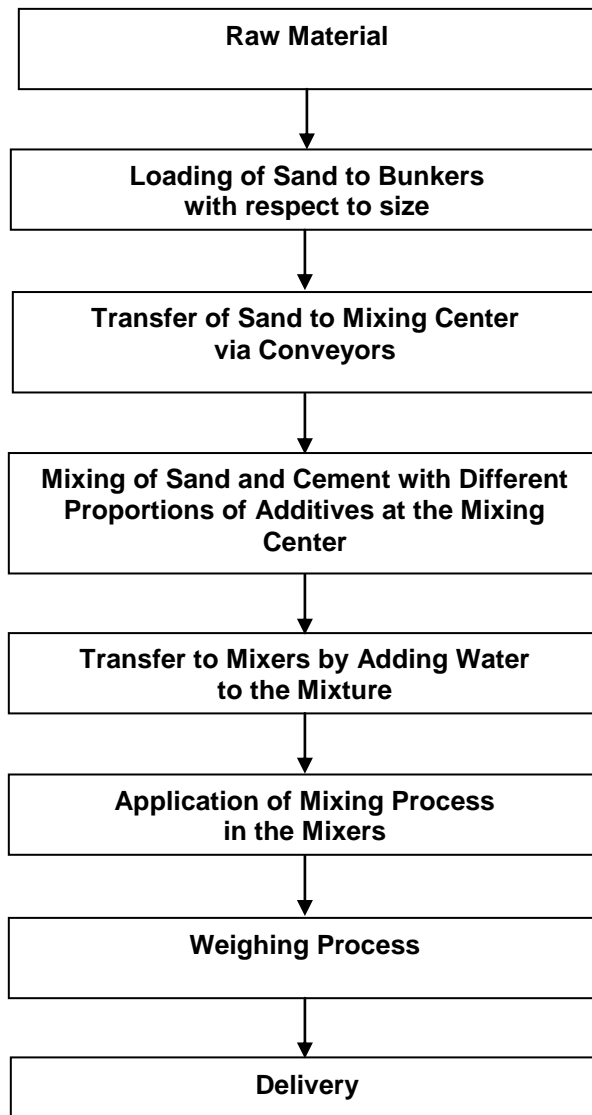 Raw Material
Loading of Sand to Bunkers
with respect to size
Transfer of Sand to Mixing Center
via Conveyors
Mixing of Sand and Cement with Different
Proportions of Additives at the Mixing
Center
Transfer to Mixers by Adding Water
to the Mixture
Application of Mixing Process
in the Mixers
Weighing Process
Delivery